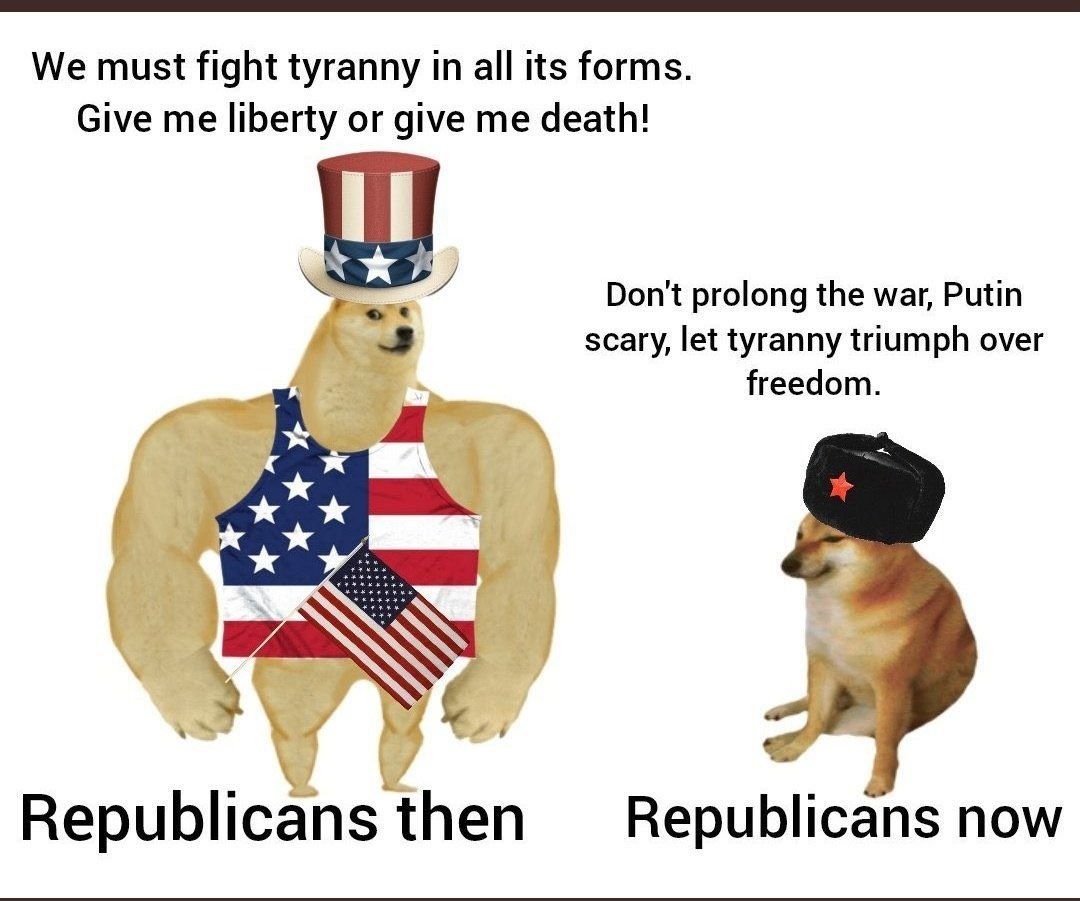 We must fight tyranny in all its forms.
Give me liberty or give me death!
Don't prolong the war, Putin
scary, let tyranny triumph over
freedom.
Republicans then
Republicans now